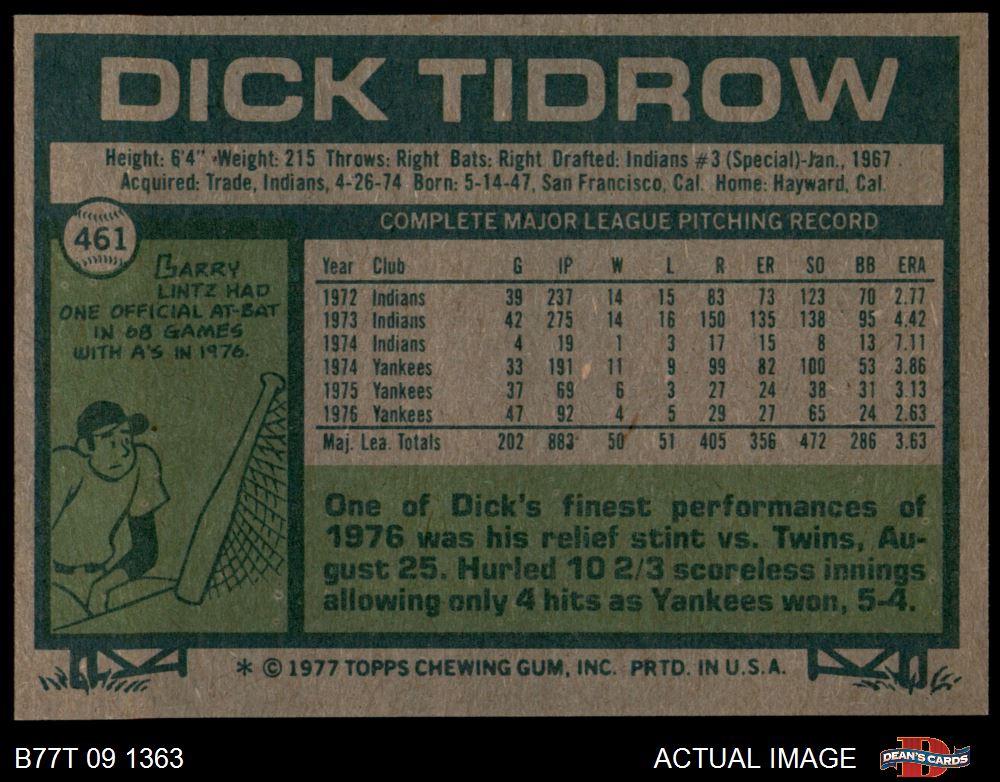 DICK TIDROW
Height: 6'4" Weight: 215 Throws: Right Bats: Right Drafted: Indians #3 (Special)-Jan., 1967
Acquired: Trade, Indians, 4-26-74 Born: 5-14-47, San Francisco, Cal. Home: Hayward, Cal.
461
LARRY
LINTZ HAD
ONE OFFICIAL AT-BAT
IN 68 GAMES
WITH A'S IN 1976.
COMPLETE MAJOR LEAGUE PITCHING RECORD
Year Club G IP W L R ER SO BB ERA
1972 Indians 39 237 14 15 83 73 123 70 2.77
1973 Indians 42 275 14 16 150 135 138 95 4.42
1974 Indians 4 19 1 3 17 15 8 13 7.11
1974 Yankees 33 191 11 9 99 82 100 53 3.86
1975 Yankees 37 69 6 3 27 24 38 31 3.13
1976 Yankees 47 92 4 5 29 27 65 24 2.63
Maj. Lea. Totals 202 883 50 51 405 356 472 286 3.63
One of Dick's finest performances of
1976 was his relief stint vs. Twins, Au-
gust 25. Hurled 10 2/3 scoreless innings
allowing only 4 hits as Yankees won, 5-4.
* © 1977 TOPPS CHEWING GUM, INC. PRTD. IN U.S.A.
B77T 09 1363
ACTUAL IMAGE
DEAN'S CARDS